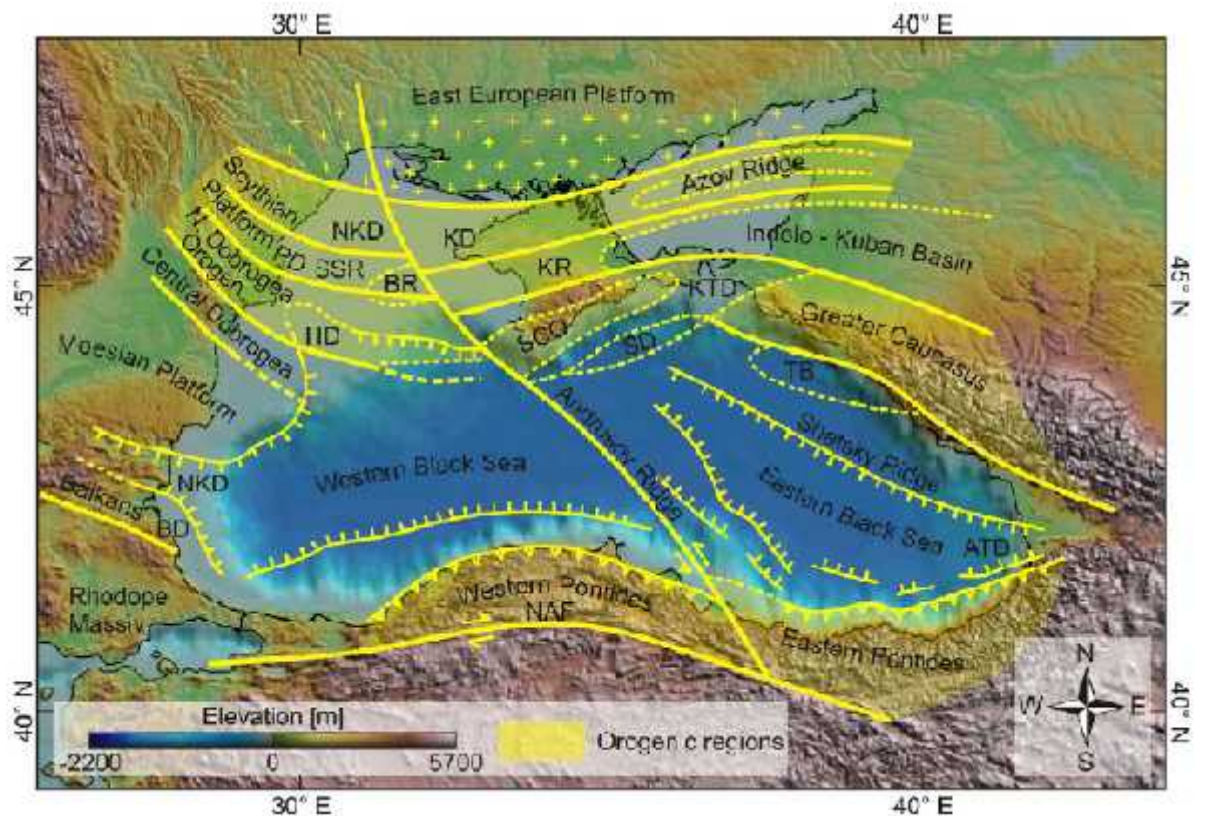 30° E
40° E
East European Platform
Azov Ridge
Scythian
Platform PD
NKD
KD
KR
SSR
BR
Indolo - Kuban Basin
N. Dobrogea
Orogen
45° N
45° N
KTD
Central Dobrogea
HD
SCO
SD
Greater Caucasus
Moesian Platform
TB
Andrusov Ridge
Shatsky Ridge
Western Black Sea
Eastern Black Sea
NKD
Balkans
BD
ATD
Rhodope
Massiv
Western Pontides
NAF
Eastern Pontides
N
W
E
S
40° N
40° N
Elevation [m]
-2200
0
5700
Orogenic regions
30° E
40° E